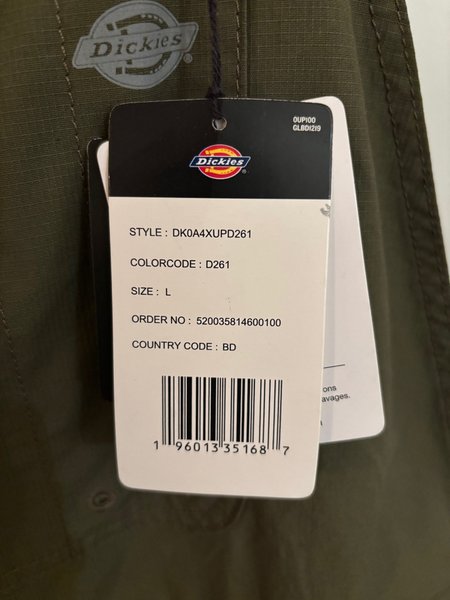 Dickies
0UP100
GLBD1219
Dickies
STYLE : DK0A4XUPD261
COLORCODE : D261
SIZE : L
ORDER NO : 520035814600100
COUNTRY CODE : BD
1 96013 35168 7
avages.